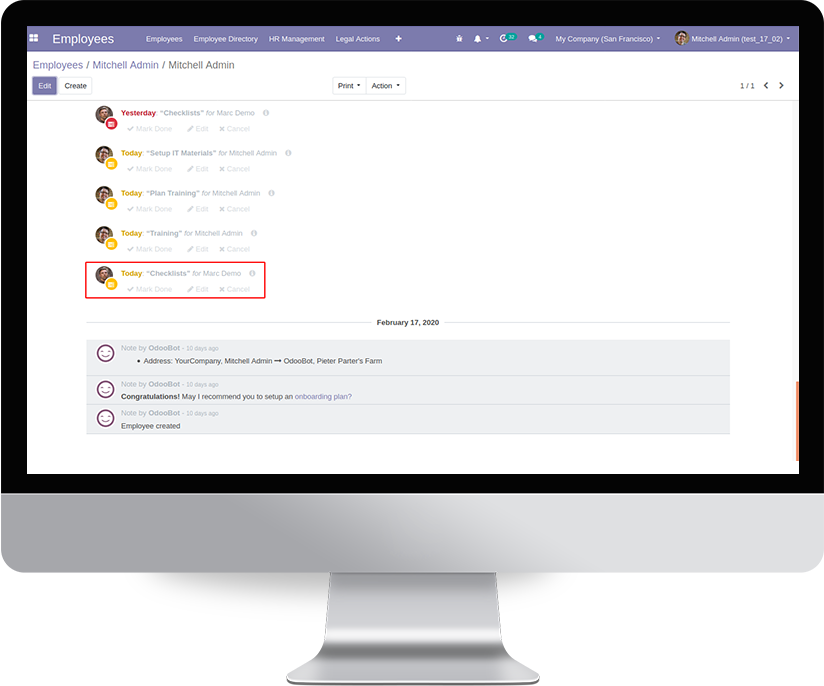 Employees Employees Employee Directory HR Management Legal Actions + 32 4 My Company (San Francisco) Mitchell Admin (test_17_02)
Employees / Mitchell Admin / Mitchell Admin
Edit Create Print Action 1 / 1
Yesterday: “Checklists” for Marc Demo
Mark Done Edit Cancel
Today: “Setup IT Materials” for Mitchell Admin
Mark Done Edit Cancel
Today: “Plan Training” for Mitchell Admin
Mark Done Edit Cancel
Today: “Training” for Mitchell Admin
Mark Done Edit Cancel
Today: “Checklists” for Marc Demo
Mark Done Edit Cancel
February 17, 2020
Note by OdooBot - 10 days ago
• Address: YourCompany, Mitchell Admin → OdooBot, Pieter Parter's Farm
Note by OdooBot - 10 days ago
Congratulations! May I recommend you to setup an onboarding plan?
Note by OdooBot - 10 days ago
Employee created